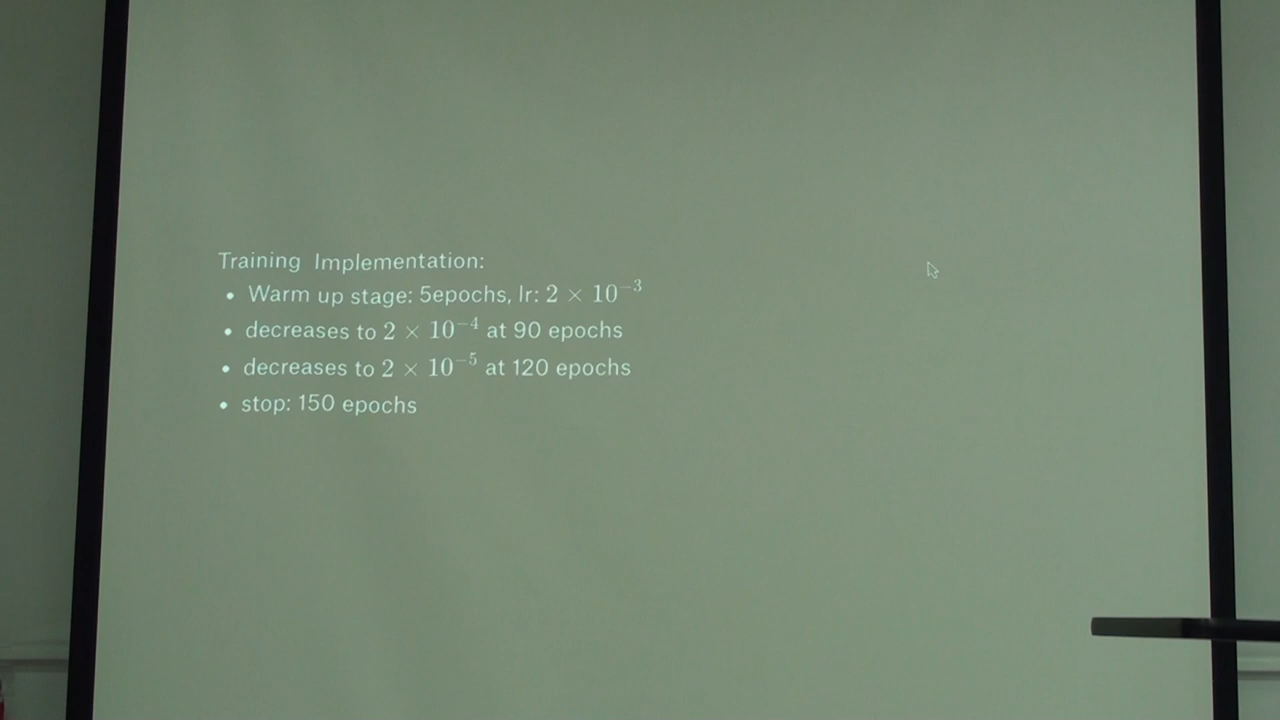 Training Implementation:
• Warm up stage: 5epochs, lr: 2 × 10⁻³
• decreases to 2 × 10⁻⁴ at 90 epochs
• decreases to 2 × 10⁻⁵ at 120 epochs
• stop: 150 epochs